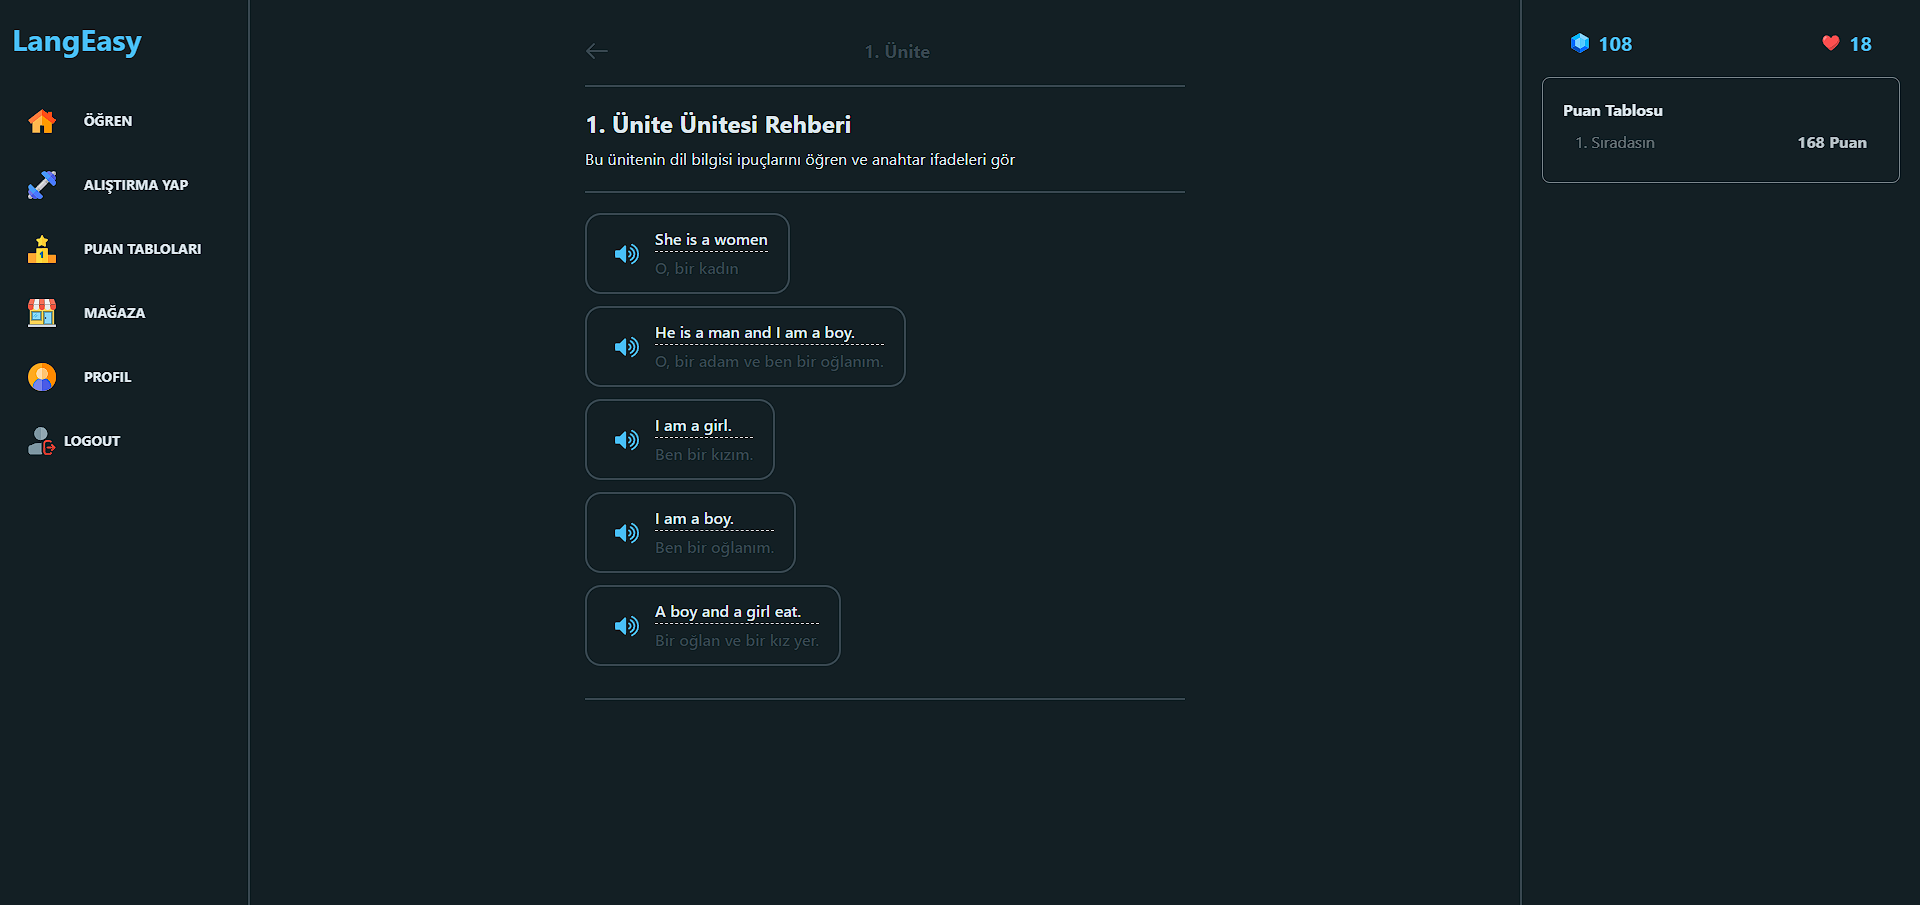 LangEasy
ÖĞREN
ALIŞTIRMA YAP
PUAN TABLOLARI
1
MAĞAZA
PROFIL
LOGOUT
1. Ünite
1. Ünite Ünitesi Rehberi
Bu ünitenin dil bilgisi ipuçlarını öğren ve anahtar ifadeleri gör
She is a women
O, bir kadın
He is a man and I am a boy.
O, bir adam ve ben bir oğlanım.
I am a girl.
Ben bir kızım.
I am a boy.
Ben bir oğlanım.
A boy and a girl eat.
Bir oğlan ve bir kız yer.
108
18
Puan Tablosu
1. Sıradasın
168 Puan